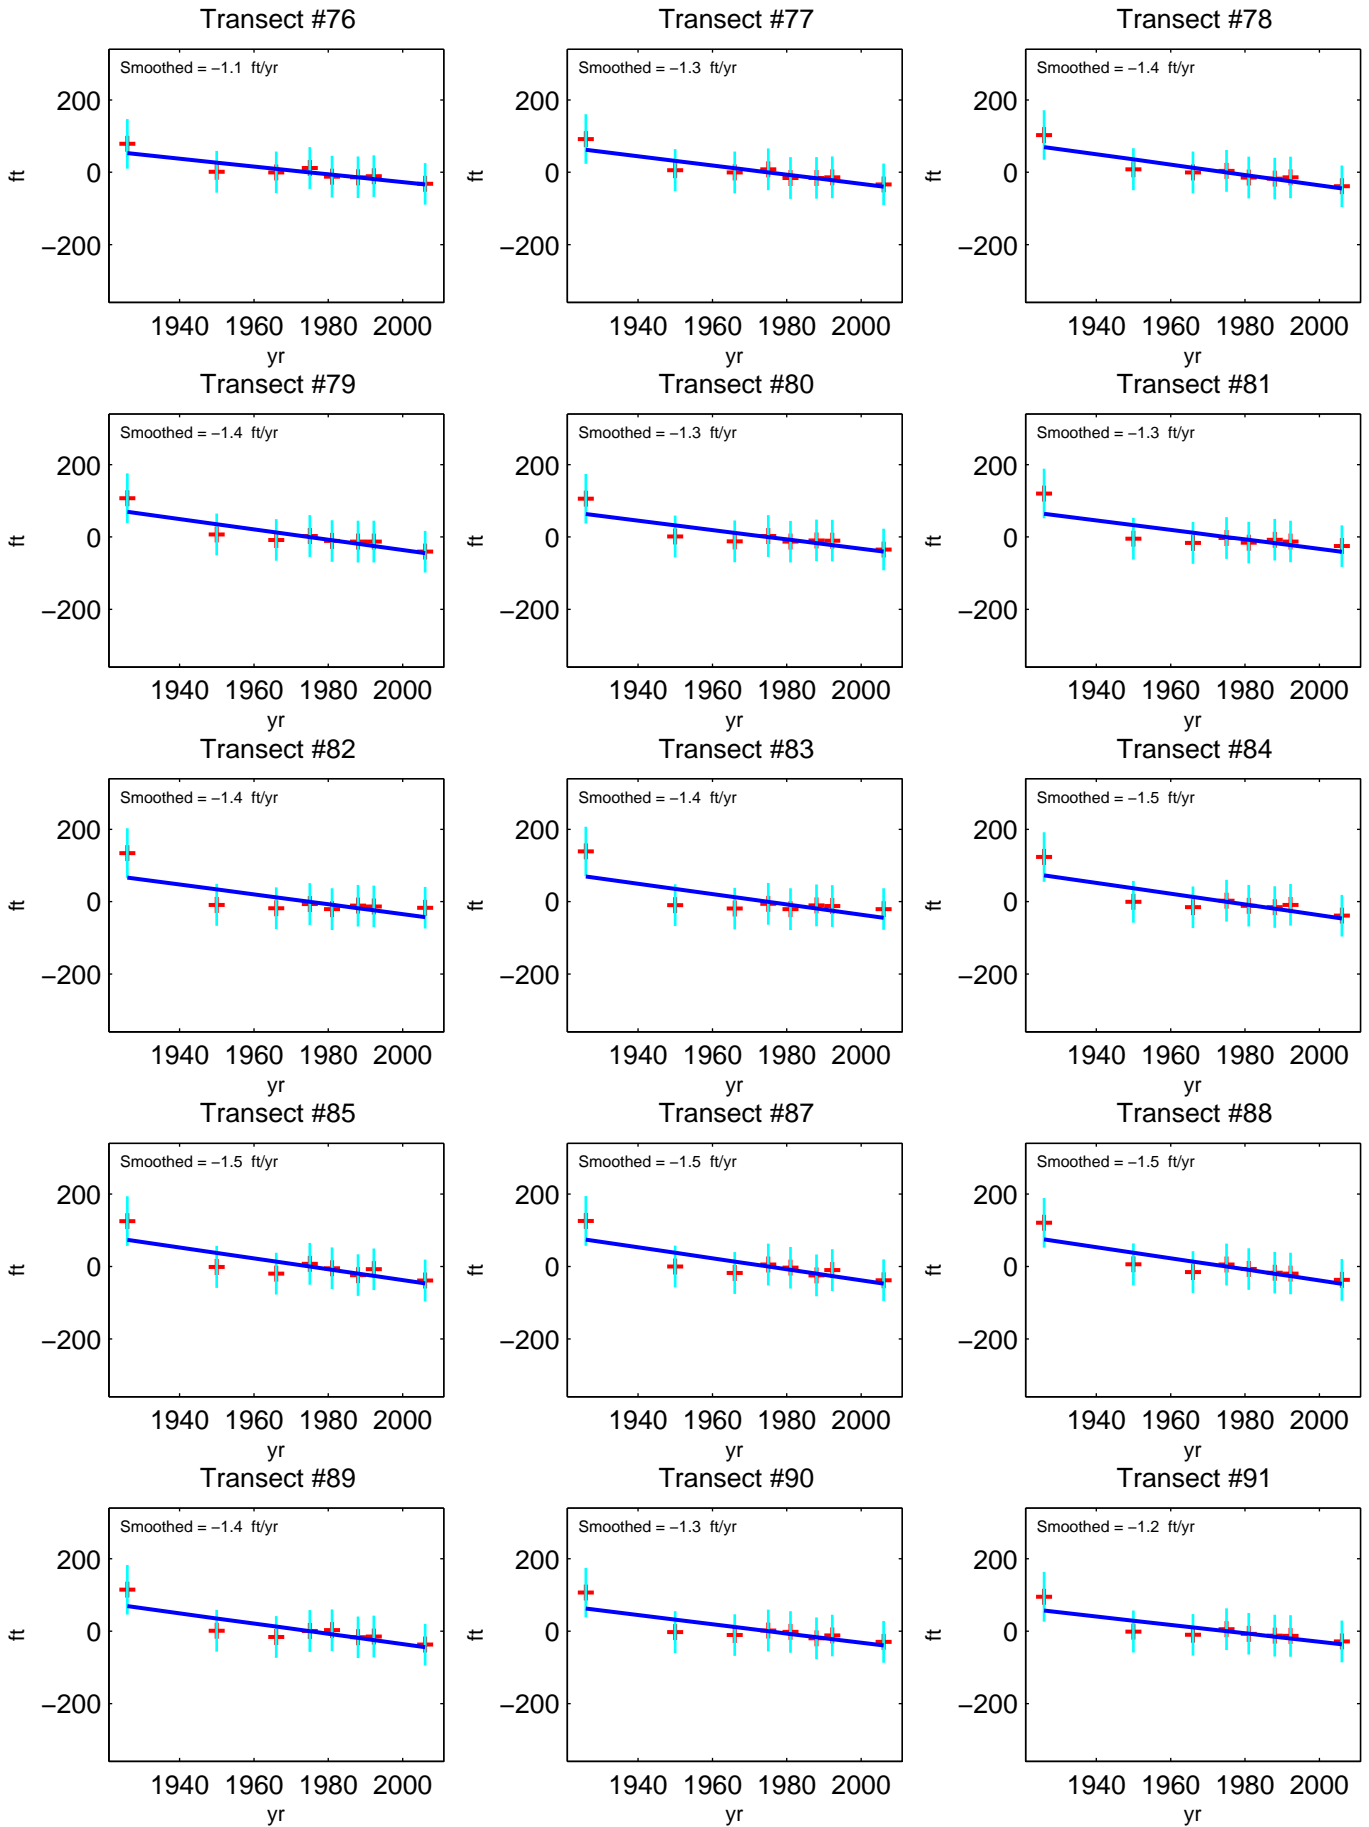 Transect #76 Transect #77 Transect #78
Smoothed = −1.1 ft/yr Smoothed = −1.3 ft/yr Smoothed = −1.4 ft/yr
200 200 200
ft 0 ft 0 ft 0
−200 −200 −200
1940 1960 1980 2000 1940 1960 1980 2000 1940 1960 1980 2000
yr yr yr
Transect #79 Transect #80 Transect #81
Smoothed = −1.4 ft/yr Smoothed = −1.3 ft/yr Smoothed = −1.3 ft/yr
200 200 200
ft 0 ft 0 ft 0
−200 −200 −200
1940 1960 1980 2000 1940 1960 1980 2000 1940 1960 1980 2000
yr yr yr
Transect #82 Transect #83 Transect #84
Smoothed = −1.4 ft/yr Smoothed = −1.4 ft/yr Smoothed = −1.5 ft/yr
200 200 200
ft 0 ft 0 ft 0
−200 −200 −200
1940 1960 1980 2000 1940 1960 1980 2000 1940 1960 1980 2000
yr yr yr
Transect #85 Transect #87 Transect #88
Smoothed = −1.5 ft/yr Smoothed = −1.5 ft/yr Smoothed = −1.5 ft/yr
200 200 200
ft 0 ft 0 ft 0
−200 −200 −200
1940 1960 1980 2000 1940 1960 1980 2000 1940 1960 1980 2000
yr yr yr
Transect #89 Transect #90 Transect #91
Smoothed = −1.4 ft/yr Smoothed = −1.3 ft/yr Smoothed = −1.2 ft/yr
200 200 200
ft 0 ft 0 ft 0
−200 −200 −200
1940 1960 1980 2000 1940 1960 1980 2000 1940 1960 1980 2000
yr yr yr